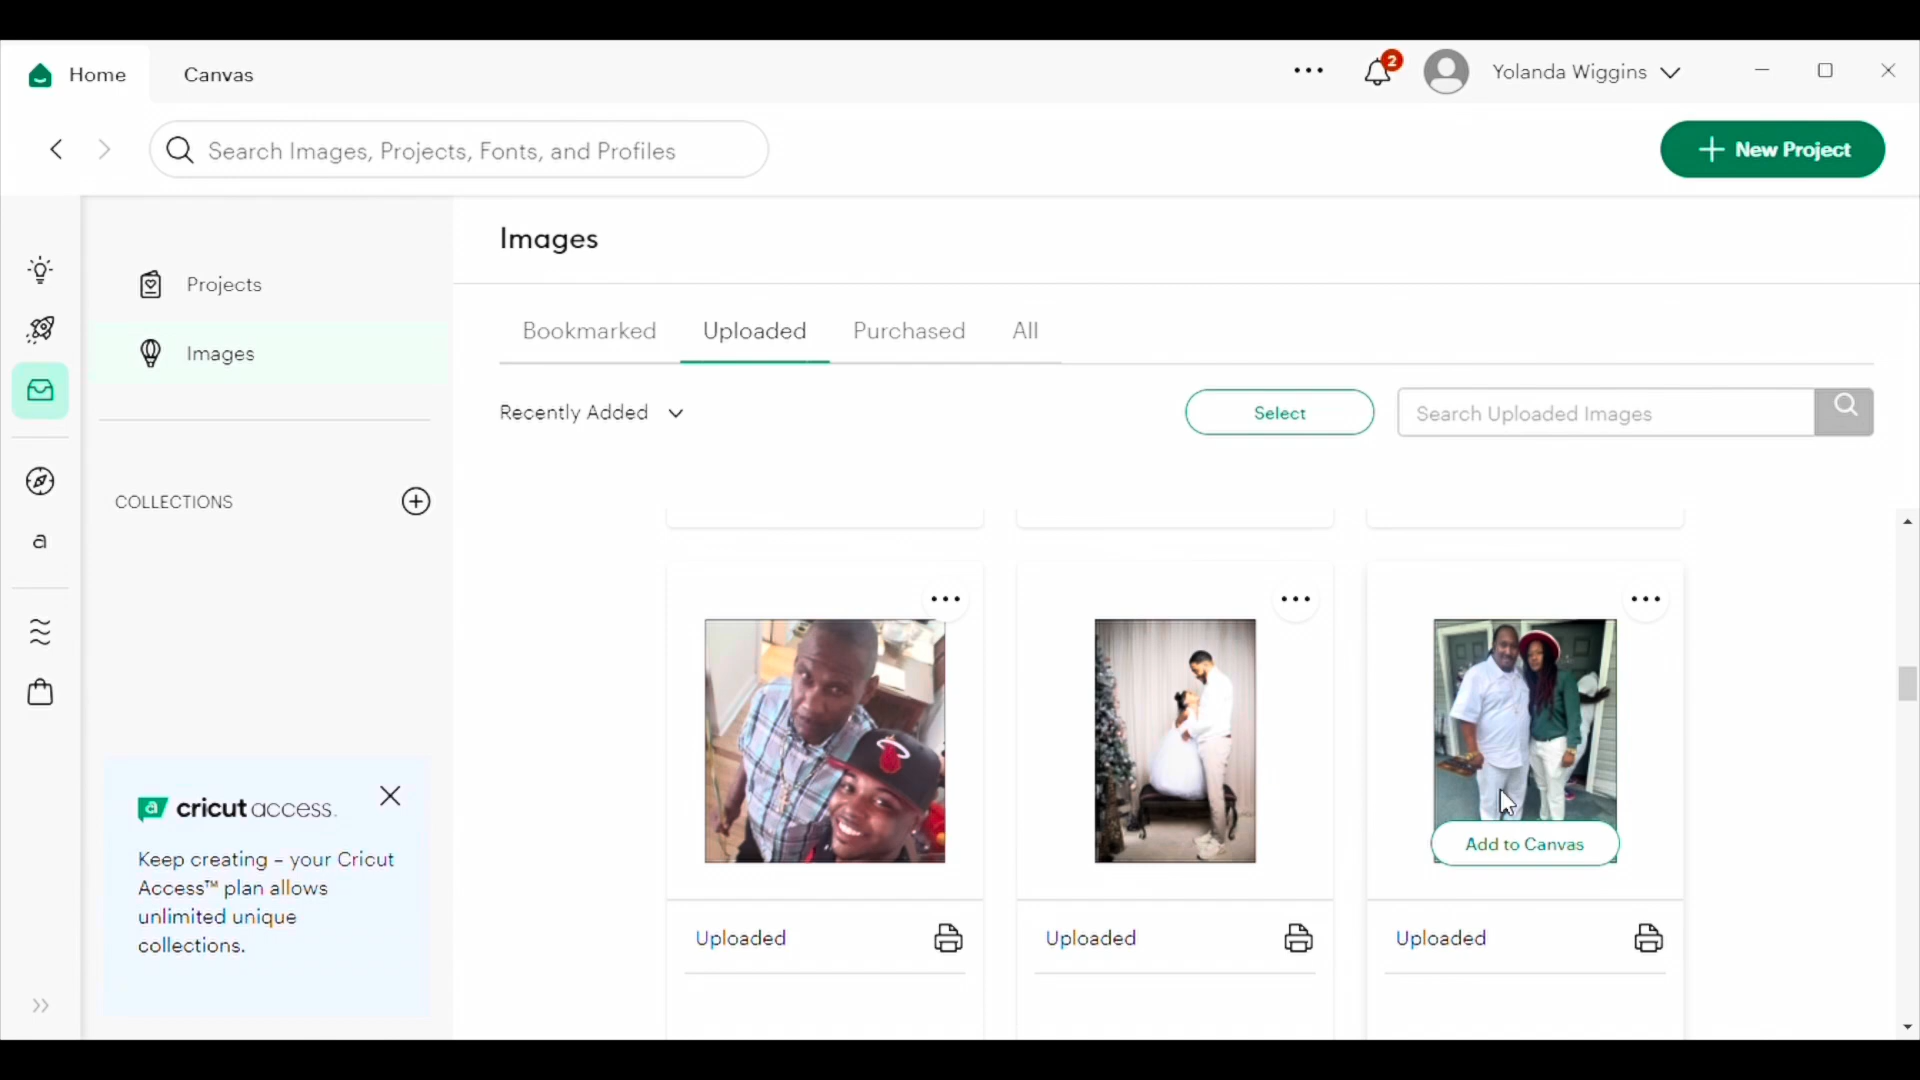 Home
Canvas
2
Yolanda Wiggins
Search Images, Projects, Fonts, and Profiles
New Project
Images
Projects
Images
Bookmarked
Uploaded
Purchased
All
Recently Added
Select
Search Uploaded Images
COLLECTIONS
a
Add to Canvas
a cricut access.
Keep creating – your Cricut
Access™ plan allows
unlimited unique
collections.
Uploaded
Uploaded
Uploaded